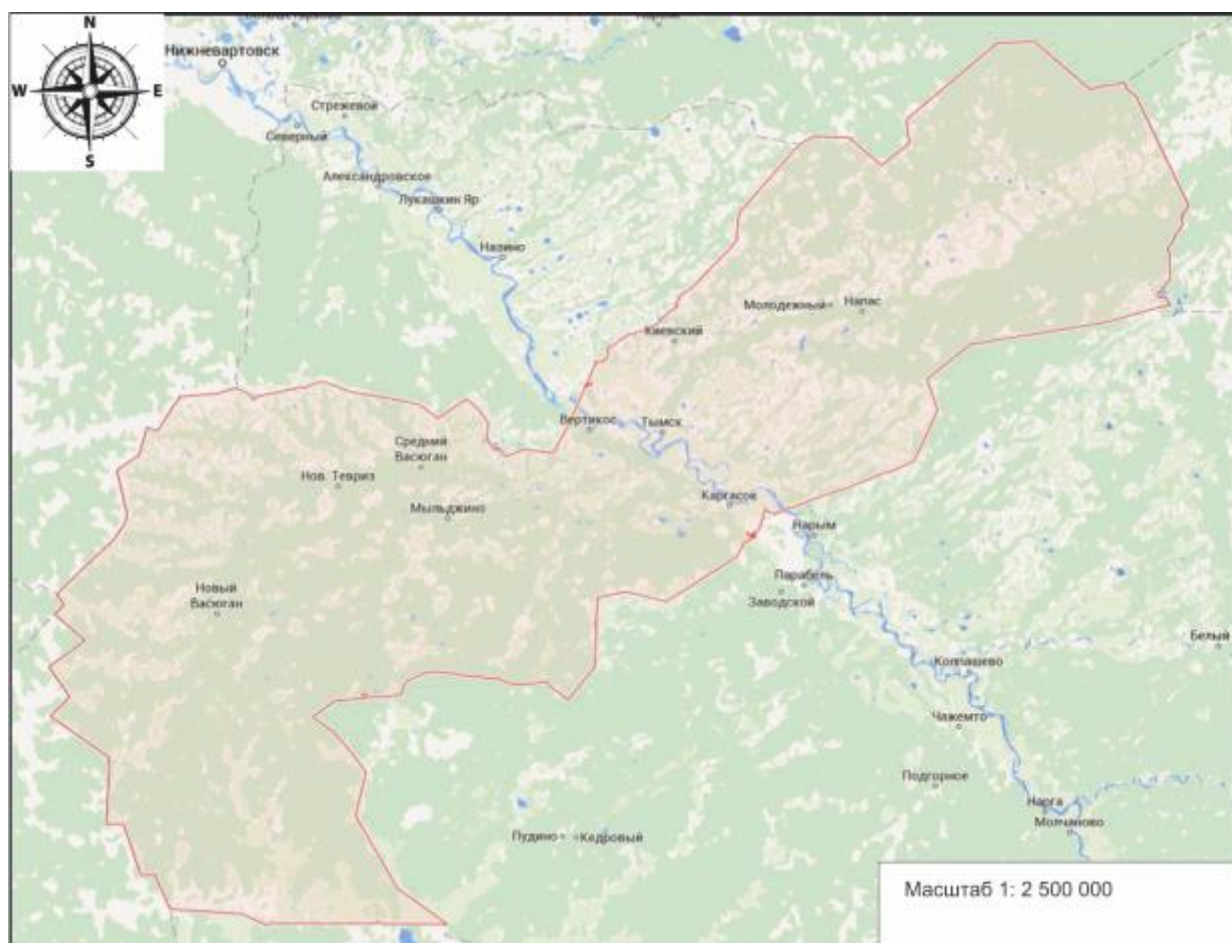 N
Нижневартовск
W
E
Стрежевой
Северный
S
Александровское
Лукашкин Яр
Назино
Молодежный
Напас
Киевский
Вертикос
Тымск
Средний
Васюган
Нов. Тевриз
Мыльджино
Каргасок
Нарым
Новый
Васюган
Парабель
Заводской
Белый
Колпашево
Чажемто
Подгорное
Нарга
Молчаново
Пудино
Кедровый
Масштаб 1: 2 500 000